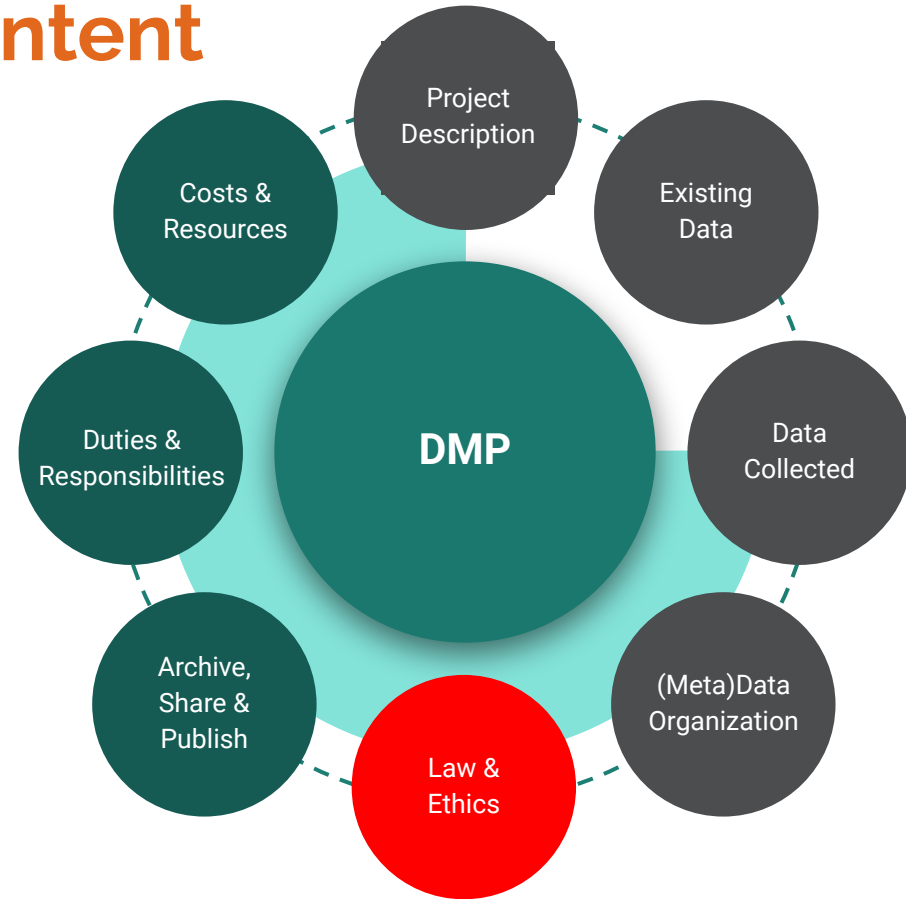 ntent
Project
Description
Existing
Data
Data
Collected
(Meta)Data
Organization
Law &
Ethics
Archive,
Share &
Publish
Duties &
Responsibilities
Costs &
Resources
DMP